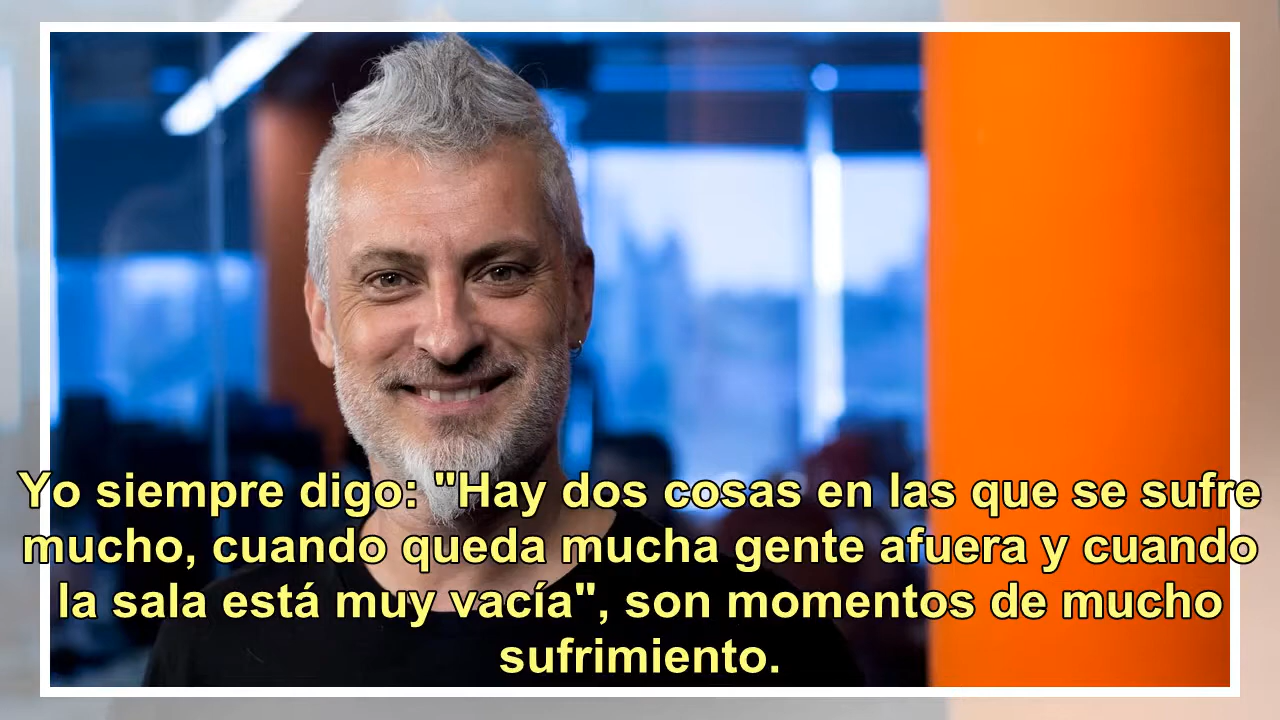 Yo siempre digo: "Hay dos cosas en las que se sufre
mucho, cuando queda mucha gente afuera y cuando
la sala está muy vacía", son momentos de mucho
sufrimiento.